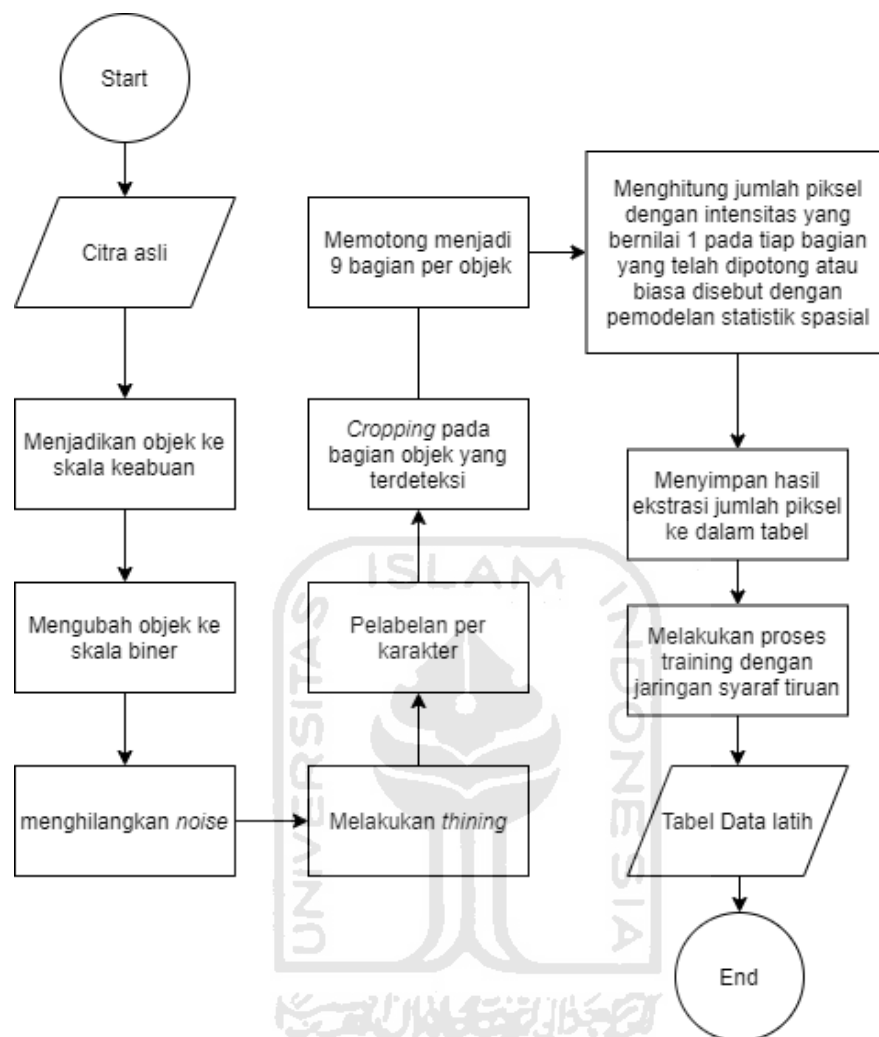 Start
Citra asli
Menjadikan objek ke
skala keabuan
Mengubah objek ke
skala biner
menghilangkan noise
Melakukan thining
Pelabelan per
karakter
Cropping pada
bagian objek yang
terdeteksi
Memotong menjadi
9 bagian per objek
Menghitung jumlah piksel
dengan intensitas yang
bernilai 1 pada tiap bagian
yang telah dipotong atau
biasa disebut dengan
pemodelan statistik spasial
Menyimpan hasil
ekstrasi jumlah piksel
ke dalam tabel
Melakukan proses
training dengan
jaringan syaraf tiruan
Tabel Data latih
End
UNIVERSITAS
ISLAM
INDONESIA